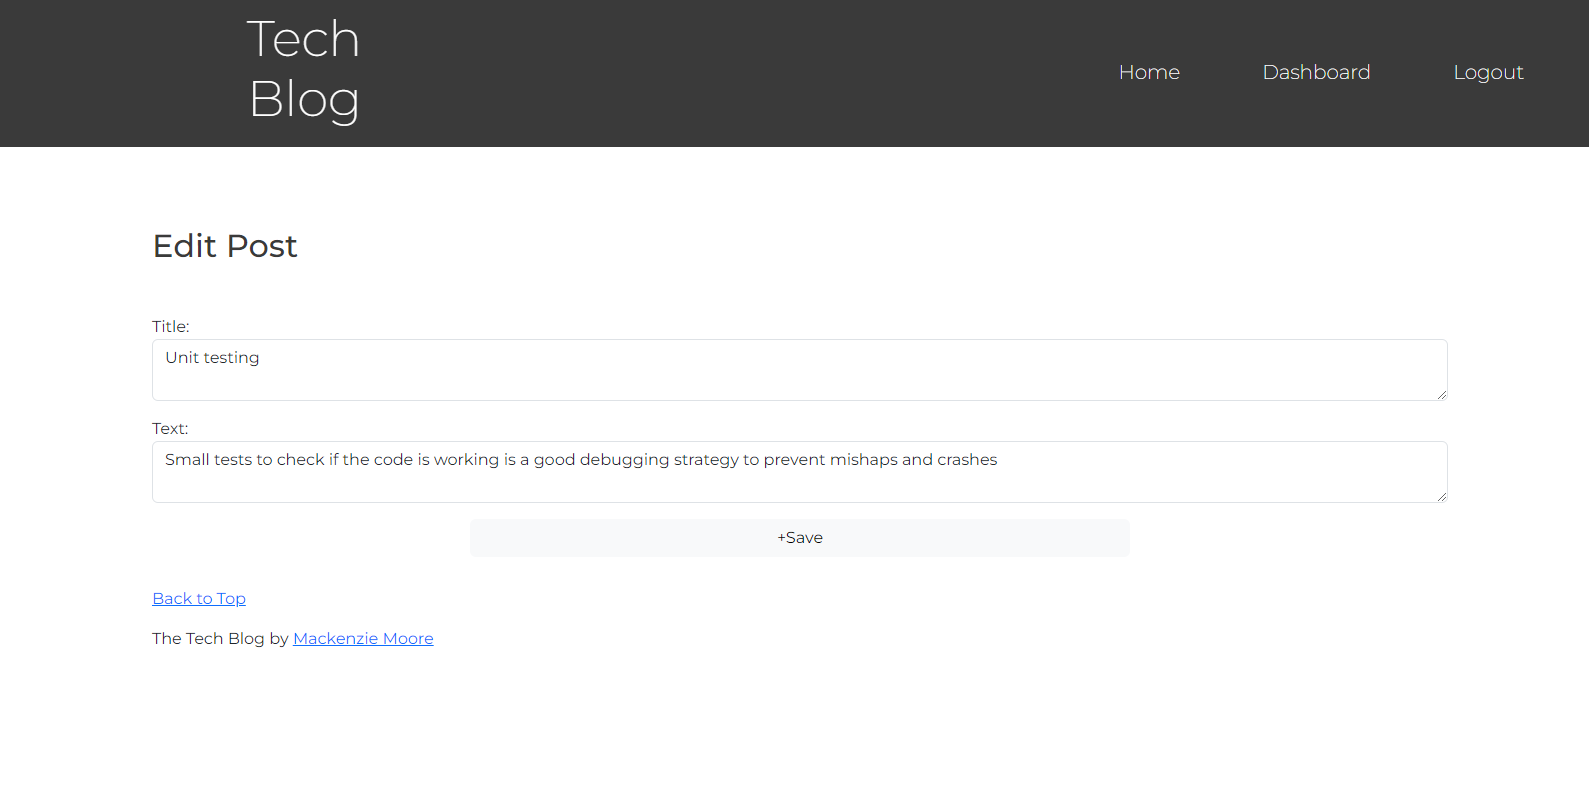 Tech
Blog
Home Dashboard Logout
Edit Post
Title:
Unit testing
Text:
Small tests to check if the code is working is a good debugging strategy to prevent mishaps and crashes
+Save
Back to Top
The Tech Blog by Mackenzie Moore